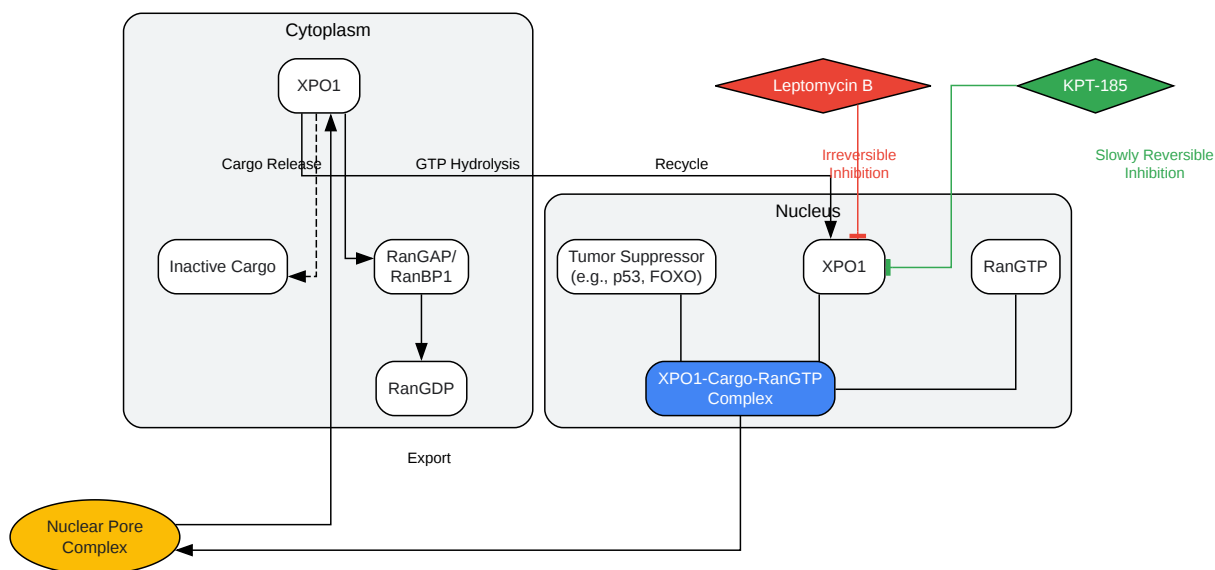 Cytoplasm
XPO1
Leptomycin B
KPT-185
Cargo Release
GTP Hydrolysis
Recycle
Irreversible
Inhibition
Slowly Reversible
Inhibition
Nucleus
Inactive Cargo
RanGAP/
RanBP1
Tumor Suppressor
(e.g., p53, FOXO)
XPO1
RanGTP
RanGDP
XPO1-Cargo-RanGTP
Complex
Export
Nuclear Pore
Complex